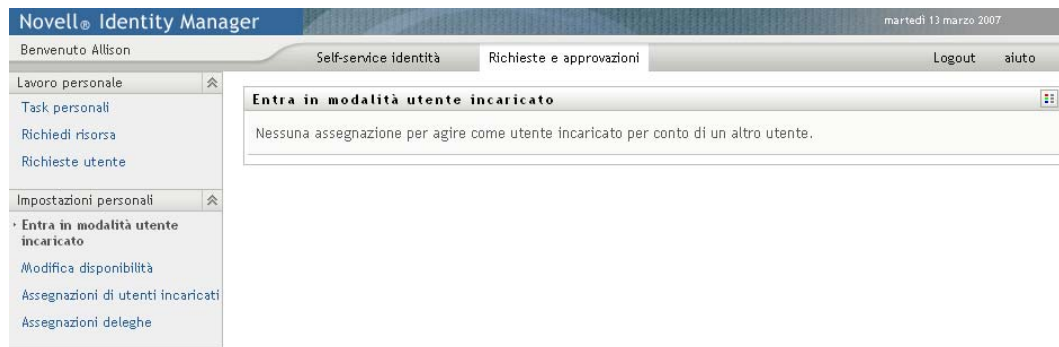 Novell® Identity Manager
martedì 13 marzo 2007
Benvenuto Allison
Self-service identità
Richieste e approvazioni
Logout
aiuto
Lavoro personale
Task personali
Richiedi risorsa
Richieste utente
Impostazioni personali
Entra in modalità utente
incaricato
Modifica disponibilità
Assegnazioni di utenti incaricati
Assegnazioni deleghe
Entra in modalità utente incaricato
Nessuna assegnazione per agire come utente incaricato per conto di un altro utente.